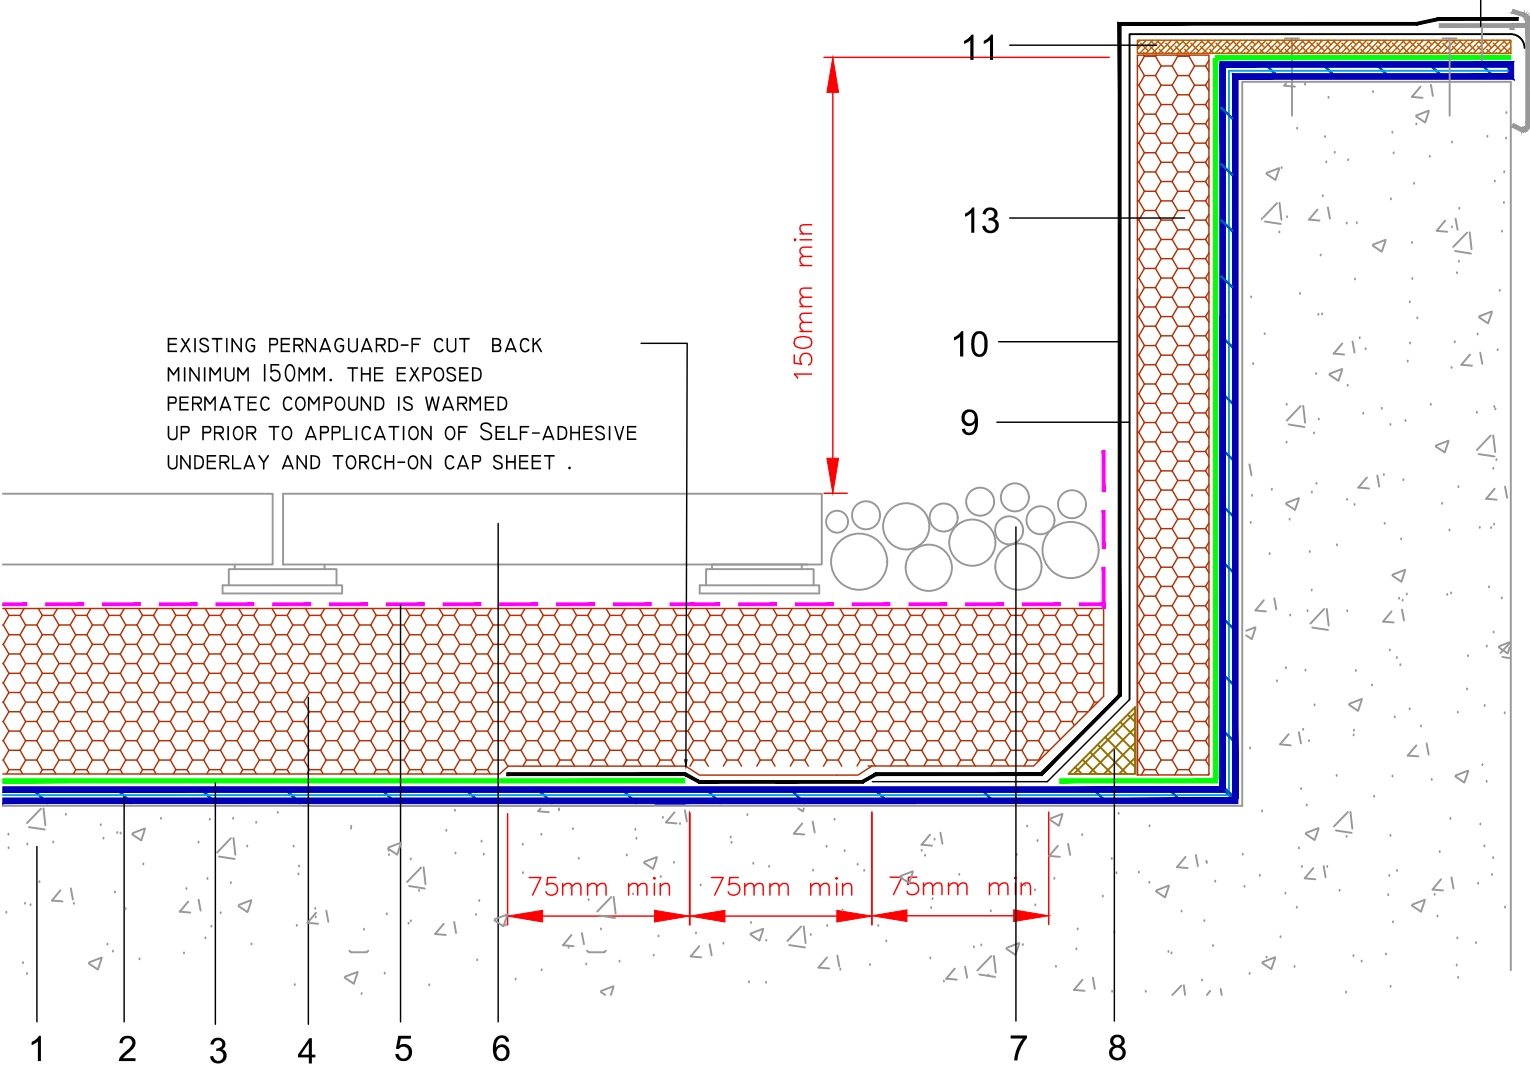 11
150mm min
13
EXISTING PERNAGUARD-F CUT BACK
MINIMUM 150MM. THE EXPOSED
PERMATEC COMPOUND IS WARMED
UP PRIOR TO APPLICATION OF SELF-ADHESIVE
UNDERLAY AND TORCH-ON CAP SHEET .
10
9
75mm min
75mm min
75mm min
1
2
3
4
5
6
7
8